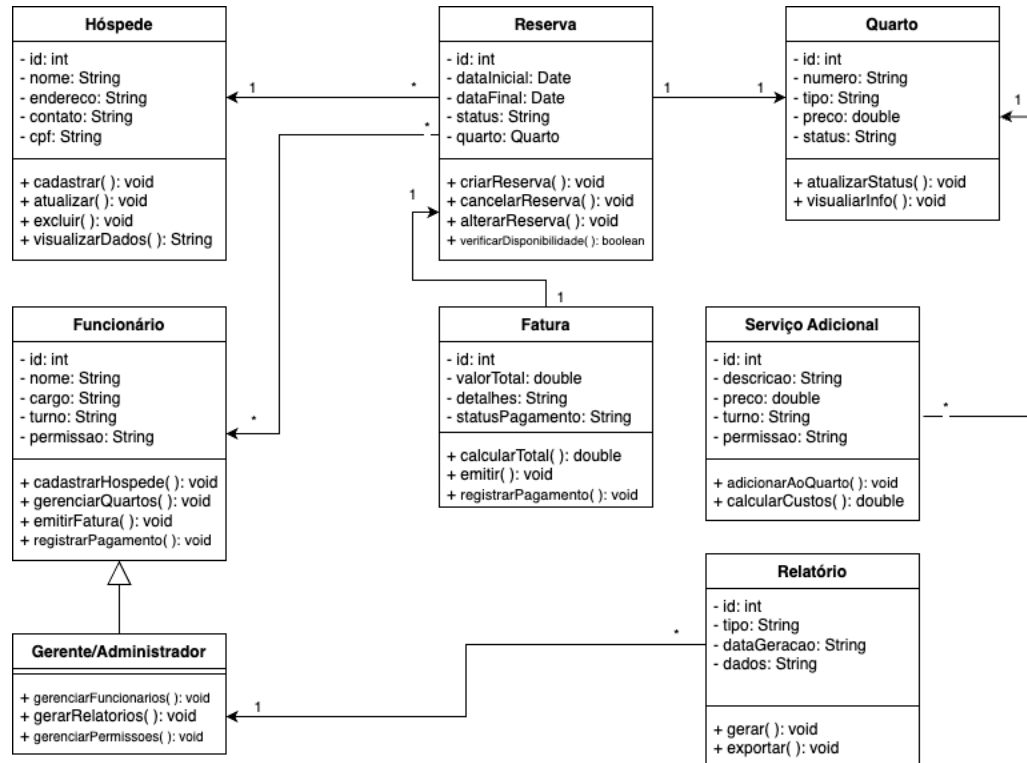 Hóspede
- id: int
- nome: String
- endereco: String
- contato: String
- cpf: String
+ cadastrar( ): void
+ atualizar( ): void
+ excluir( ): void
+ visualizarDados( ): String
1
*
Reserva
- id: int
- dataInicial: Date
- dataFinal: Date
- status: String
- quarto: Quarto
+ criarReserva( ): void
+ cancelarReserva( ): void
+ alterarReserva( ): void
+ verificarDisponibilidade( ): boolean
*
1
1
1
Quarto
- id: int
- numero: String
- tipo: String
- preco: double
- status: String
+ atualizarStatus( ): void
+ visualiarInfo( ): void
1
Funcionário
- id: int
- nome: String
- cargo: String
- turno: String
- permissao: String
+ cadastrarHospede( ): void
+ gerenciarQuartos( ): void
+ emitirFatura( ): void
+ registrarPagamento( ): void
*
1
Fatura
- id: int
- valorTotal: double
- detalhes: String
- statusPagamento: String
+ calcularTotal( ): double
+ emitir( ): void
+ registrarPagamento( ): void
Serviço Adicional
- id: int
- descricao: String
- preco: double
- turno: String
- permissao: String
+ adicionarAoQuarto( ): void
+ calcularCustos( ): double
*
Gerente/Administrador
+ gerenciarFuncionarios( ): void
+ gerarRelatorios( ): void
+ gerenciarPermissoes( ): void
1
*
Relatório
- id: int
- tipo: String
- dataGeracao: String
- dados: String
+ gerar( ): void
+ exportar( ): void